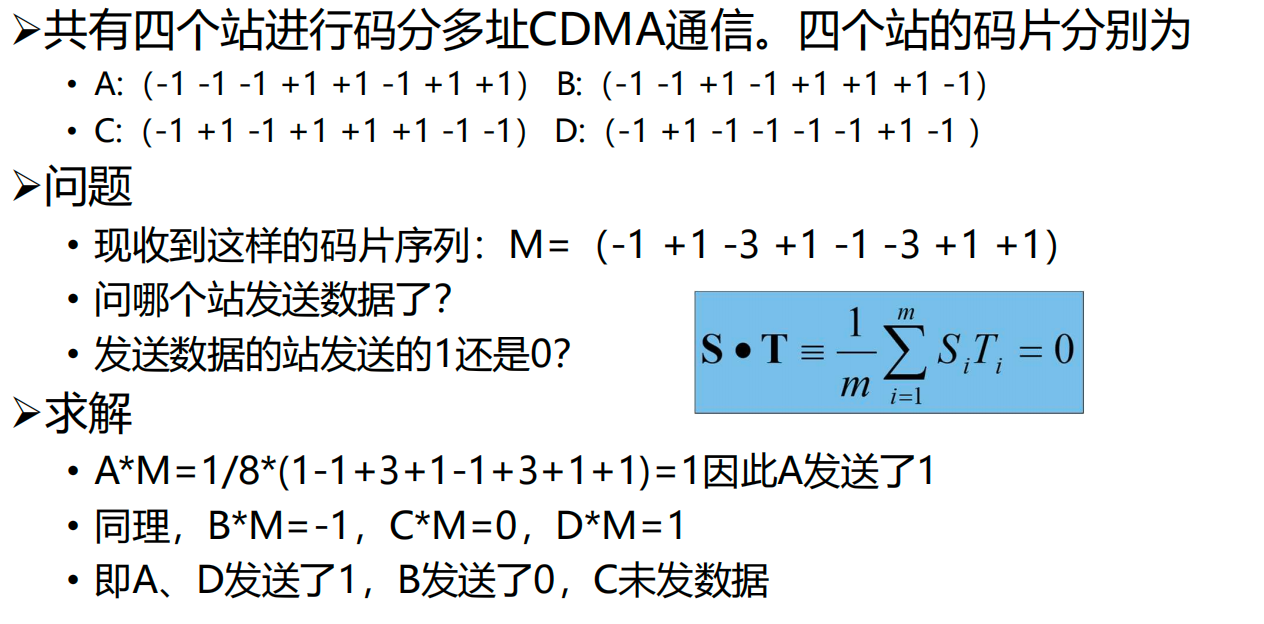 ➢共有四个站进行码分多址CDMA通信。四个站的码片分别为
• A:（-1 -1 -1 +1 +1 -1 +1 +1） B:（-1 -1 +1 -1 +1 +1 +1 -1）
• C:（-1 +1 -1 +1 +1 +1 -1 -1） D:（-1 +1 -1 -1 -1 -1 +1 -1 ）
➢问题
• 现收到这样的码片序列：M=（-1 +1 -3 +1 -1 -3 +1 +1）
• 问哪个站发送数据了？
• 发送数据的站发送的1还是0？
S • T ≡ 1/m ∑_{i=1}^{m} S_i T_i = 0
➢求解
• A*M=1/8*(1-1+3+1-1+3+1+1)=1因此A发送了1
• 同理，B*M=-1，C*M=0，D*M=1
• 即A、D发送了1，B发送了0，C未发数据